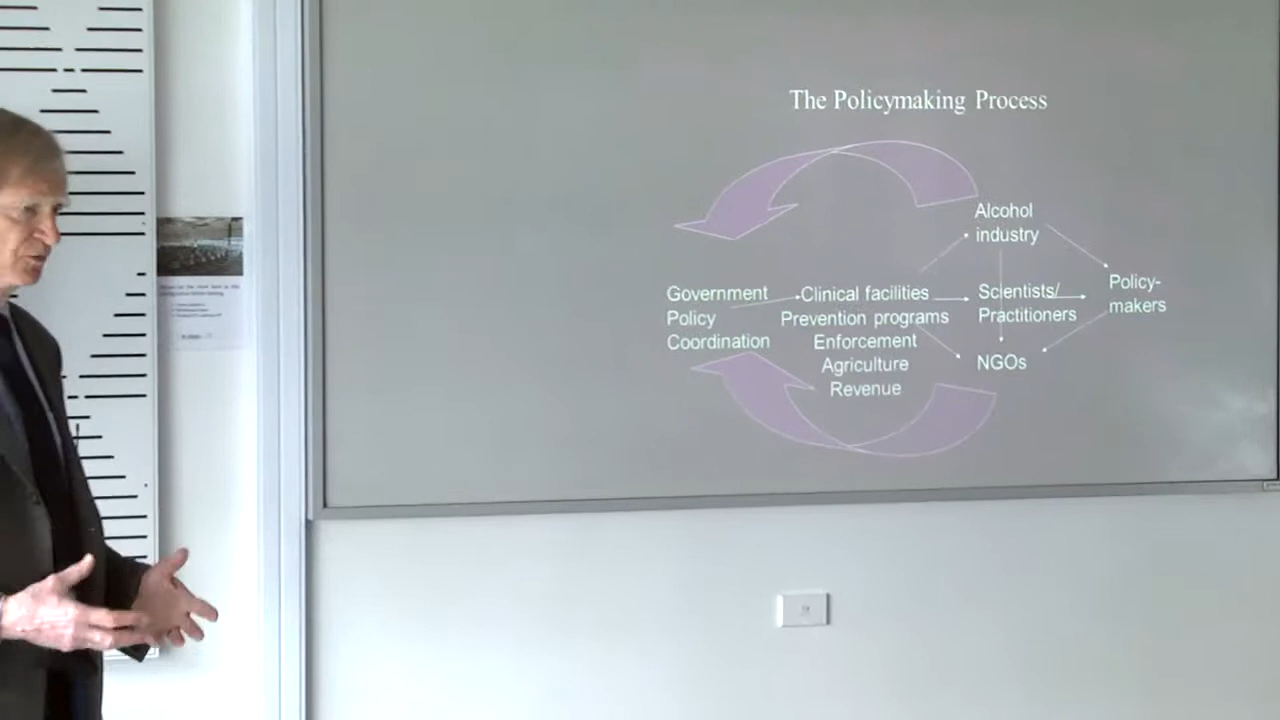 The Policymaking Process
Alcohol
industry
Government
Policy
Coordination
Clinical facilities
Prevention programs
Enforcement
Agriculture
Revenue
Scientists/
Practitioners
NGOs
Policy-
makers